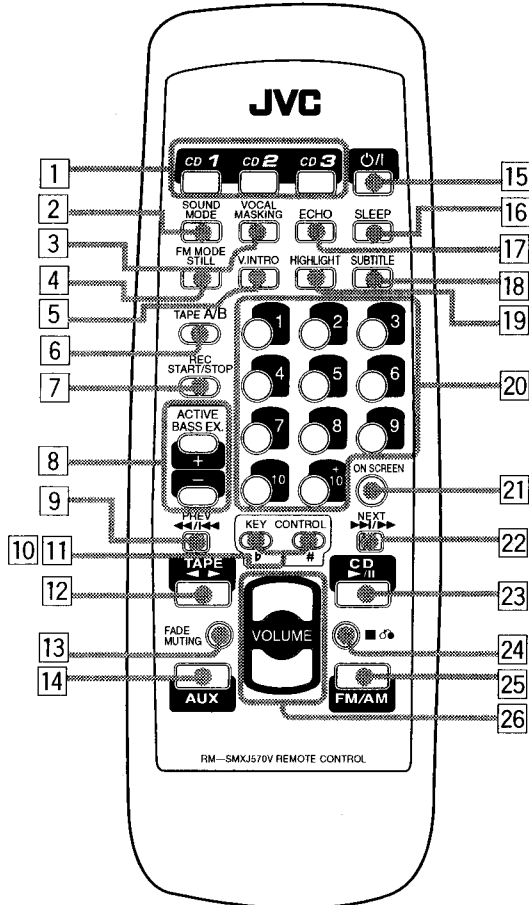 JVC
CD 1 CD 2 CD 3 ⏻/I
1
15
SOUND MODE
VOCAL MASKING
ECHO
SLEEP
2
16
3
17
FM MODE STILL
V.INTRO
HIGHLIGHT
SUBTITLE
4
18
5
19
TAPE A/B
6
1 2 3
20
REC START/STOP
7
4 5 6
ACTIVE BASS EX.
+
−
8
7 8 9
10 +10
ON SCREEN
21
PREV
◀◀/I◀◀
9
KEY CONTROL
♭ #
10 11
NEXT
▶▶I/▶▶
22
TAPE
◀ ▶
12
CD
▶/II
23
FADE MUTING
13
VOLUME
■
24
AUX
14
FM/AM
25
26
RM—SMXJ570V REMOTE CONTROL